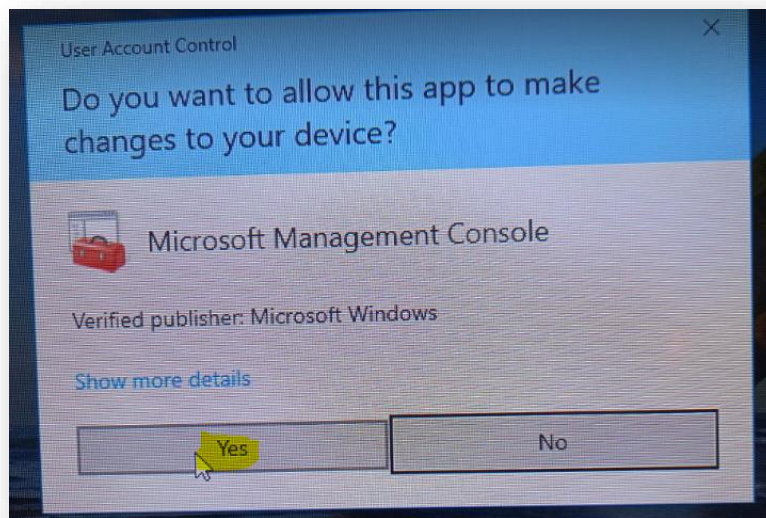 User Account Control
Do you want to allow this app to make
changes to your device?
Microsoft Management Console
Verified publisher: Microsoft Windows
Show more details
Yes
No